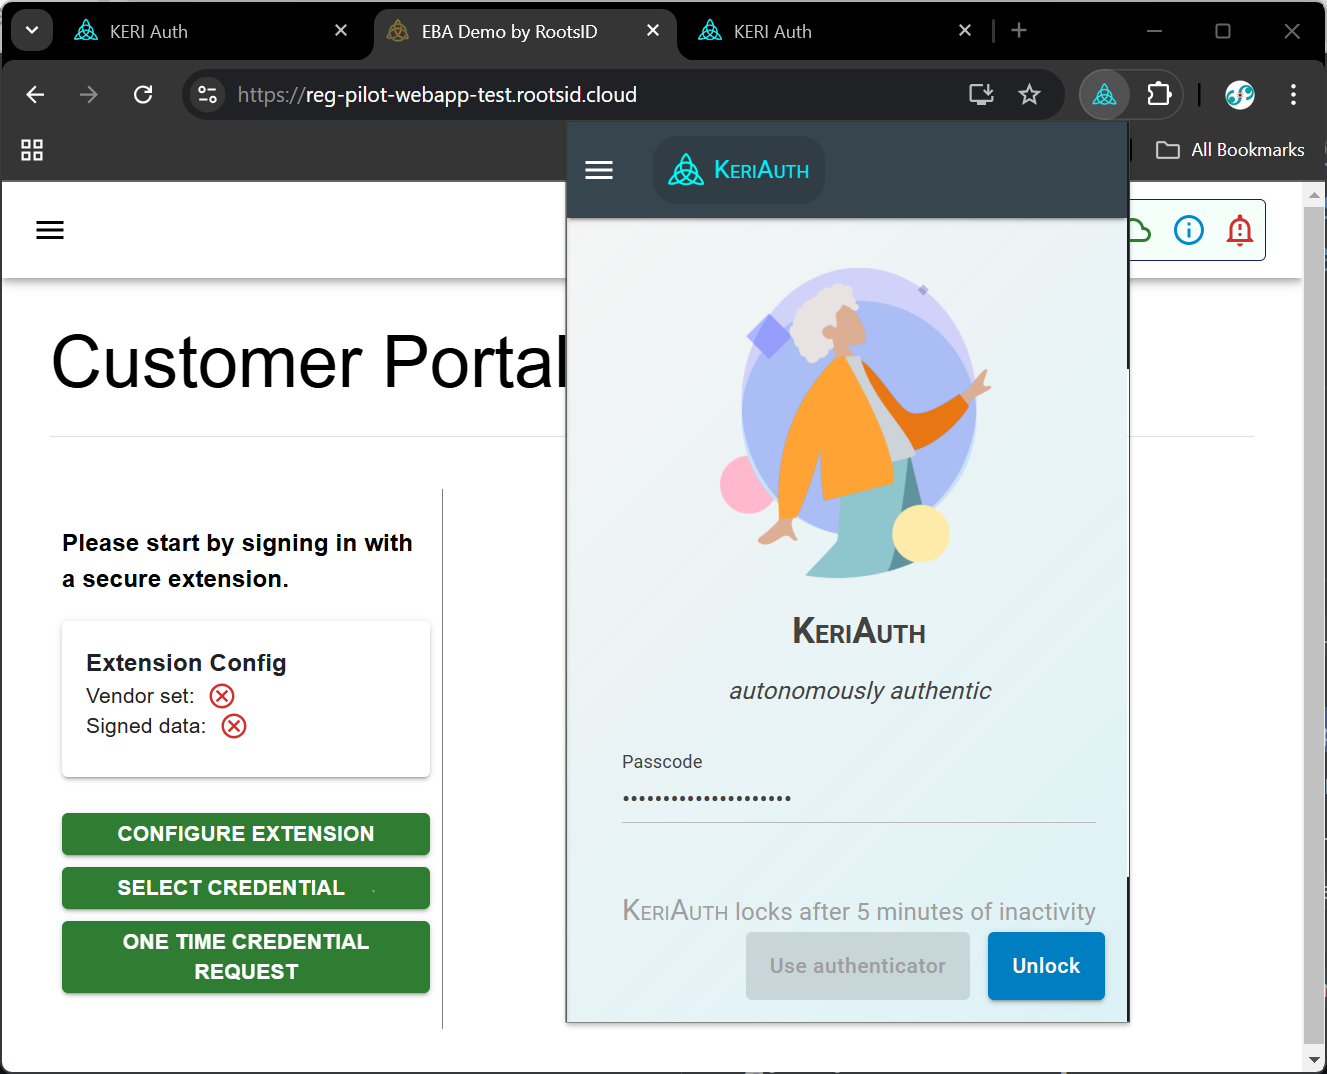 KERI Auth
EBA Demo by RootsID
KERI Auth
https://reg-pilot-webapp-test.rootsid.cloud
All Bookmarks
KeriAuth
Customer Portal
Please start by signing in with
a secure extension.
Extension Config
Vendor set:
Signed data:
CONFIGURE EXTENSION
SELECT CREDENTIAL
ONE TIME CREDENTIAL
REQUEST
KeriAuth
autonomously authentic
Passcode
•••••••••••••••••••••
KeriAuth locks after 5 minutes of inactivity
Use authenticator
Unlock